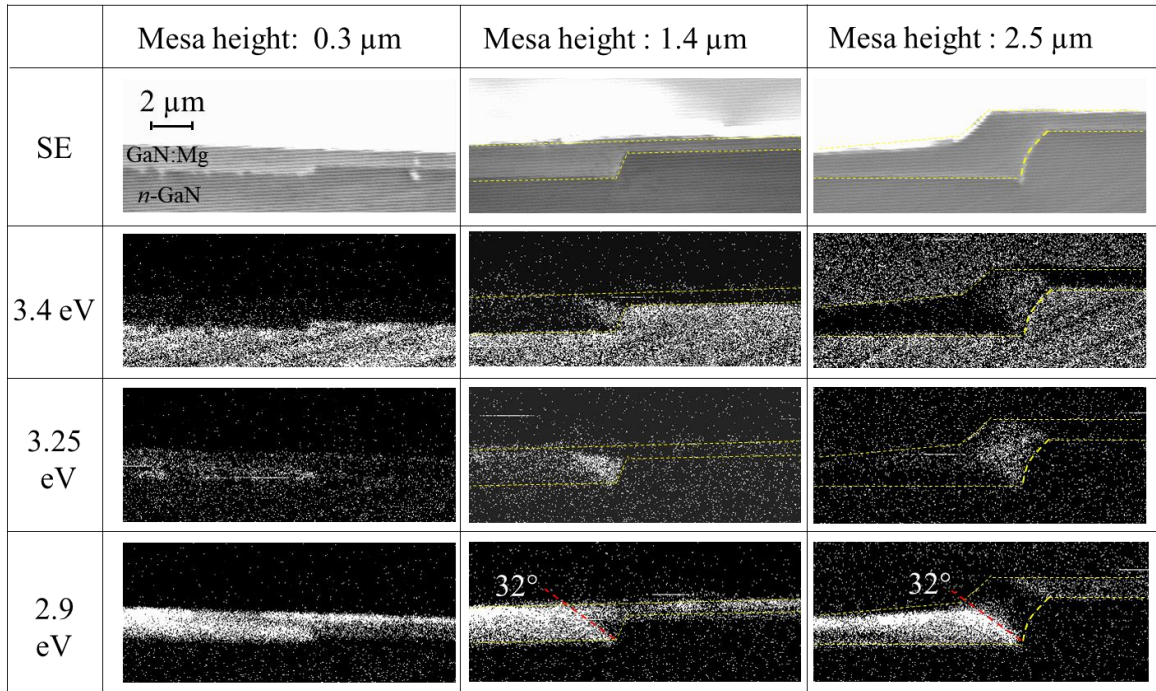 Mesa height: 0.3 µm
Mesa height : 1.4 µm
Mesa height : 2.5 µm
SE
2 µm
GaN:Mg
n-GaN
3.4 eV
3.25
eV
2.9
eV
32°
32°